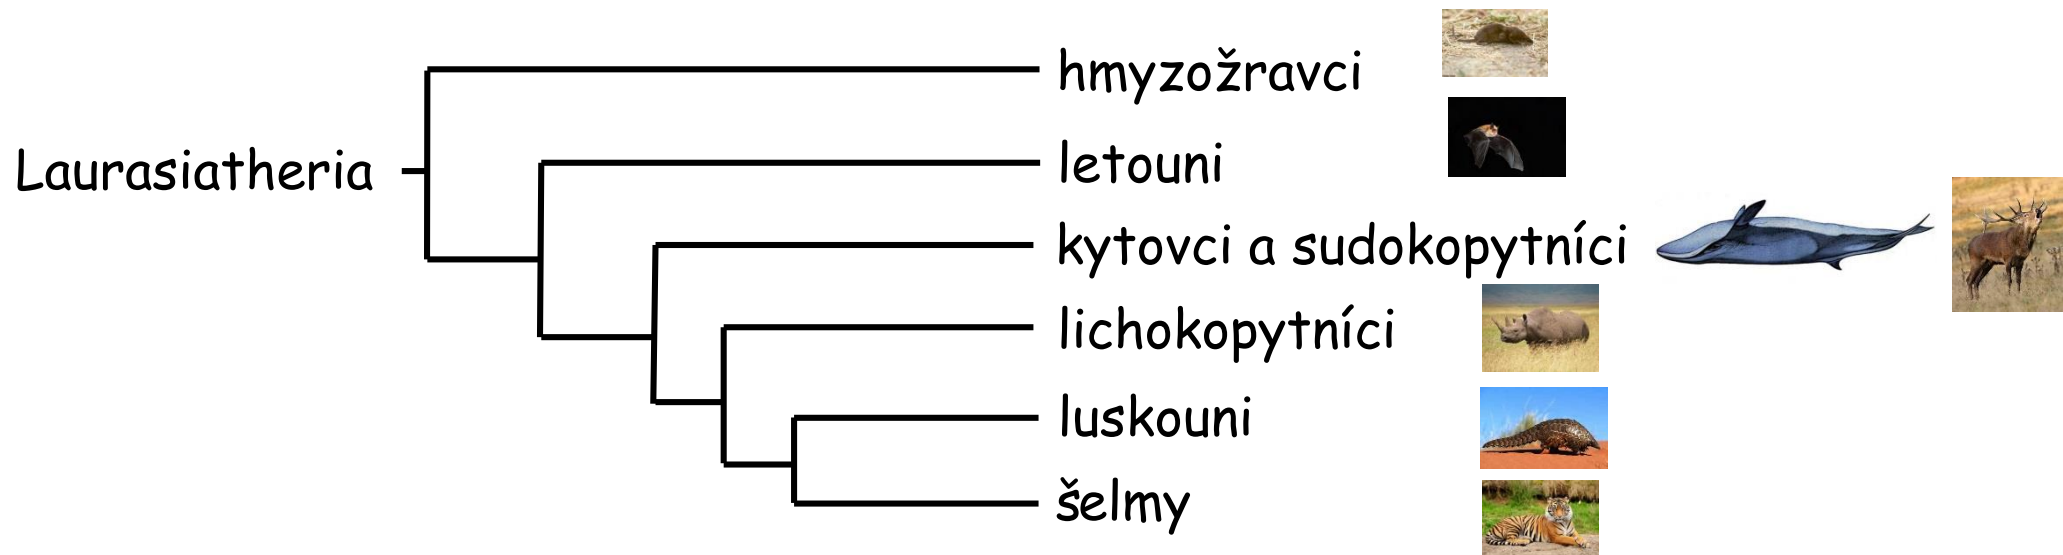 hmyzožravci
Laurasiatheria
letouni
kytovci a sudokopytníci
lichokopytníci
luskouni
šelmy